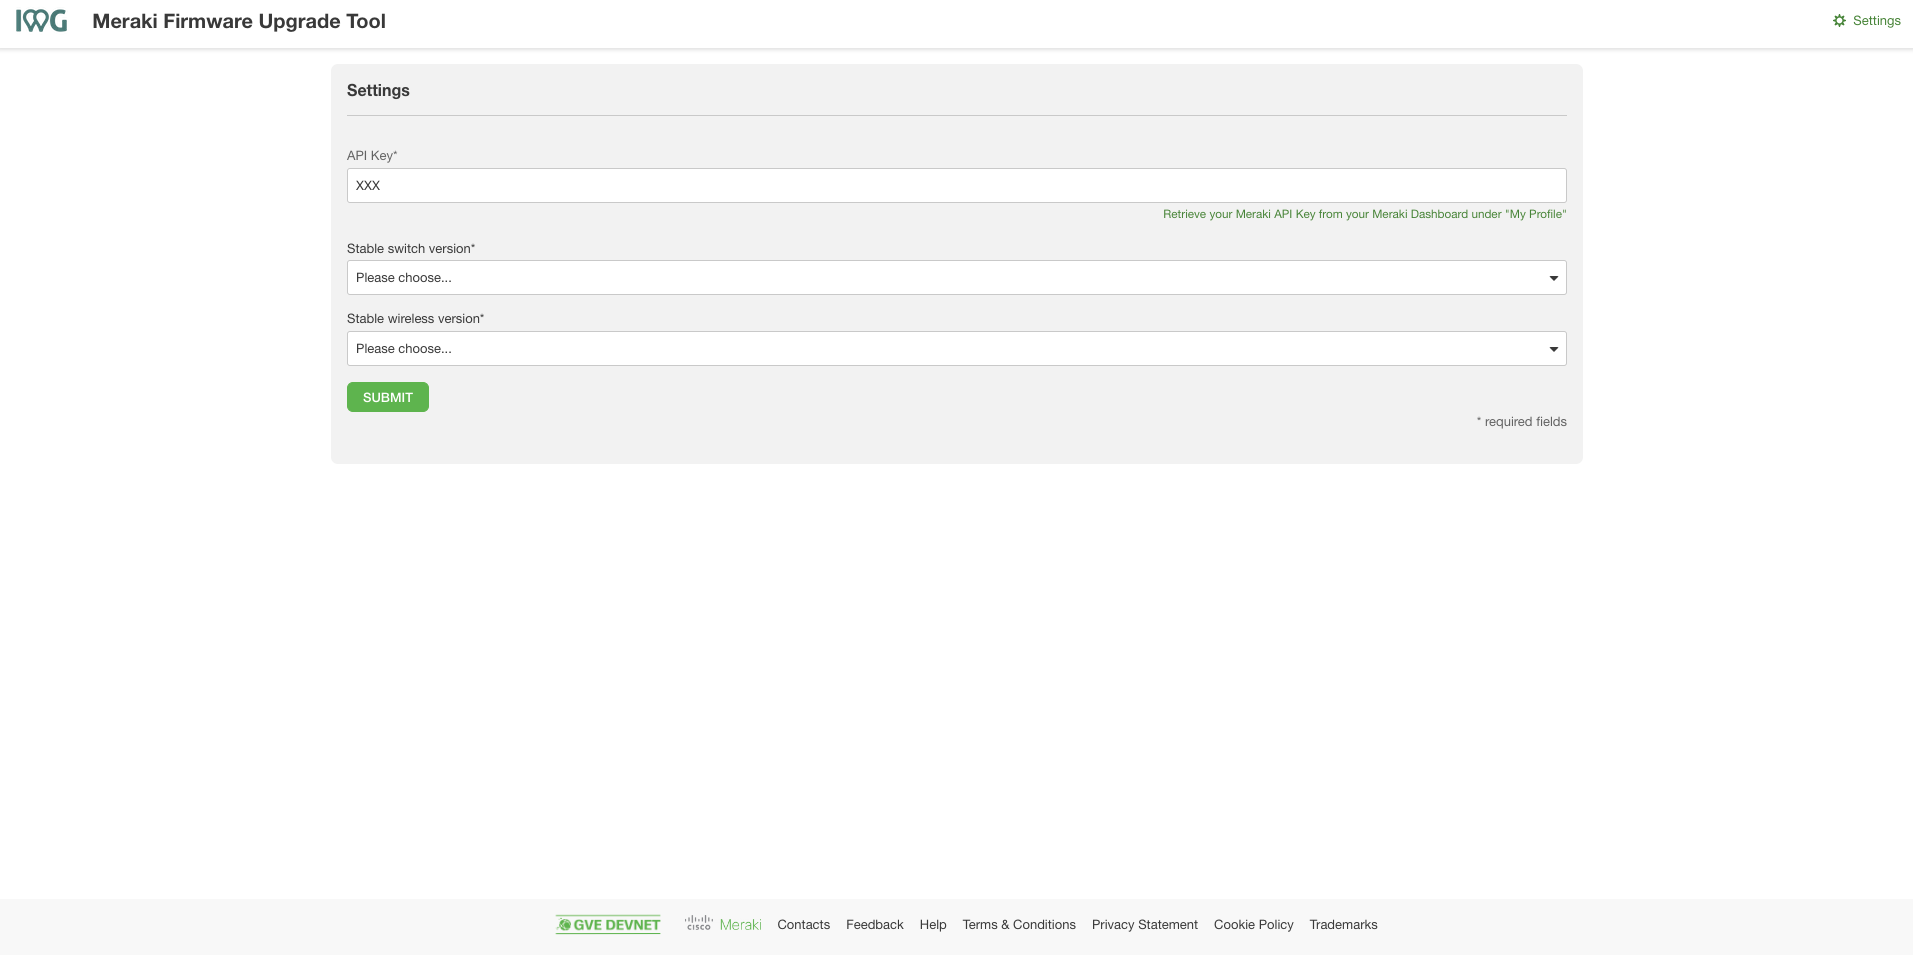 IWG Meraki Firmware Upgrade Tool
Settings
Settings
API Key*
XXX
Retrieve your Meraki API Key from your Meraki Dashboard under "My Profile"
Stable switch version*
Please choose...
Stable wireless version*
Please choose...
SUBMIT
* required fields
GVE DEVNET cisco Meraki Contacts Feedback Help Terms & Conditions Privacy Statement Cookie Policy Trademarks